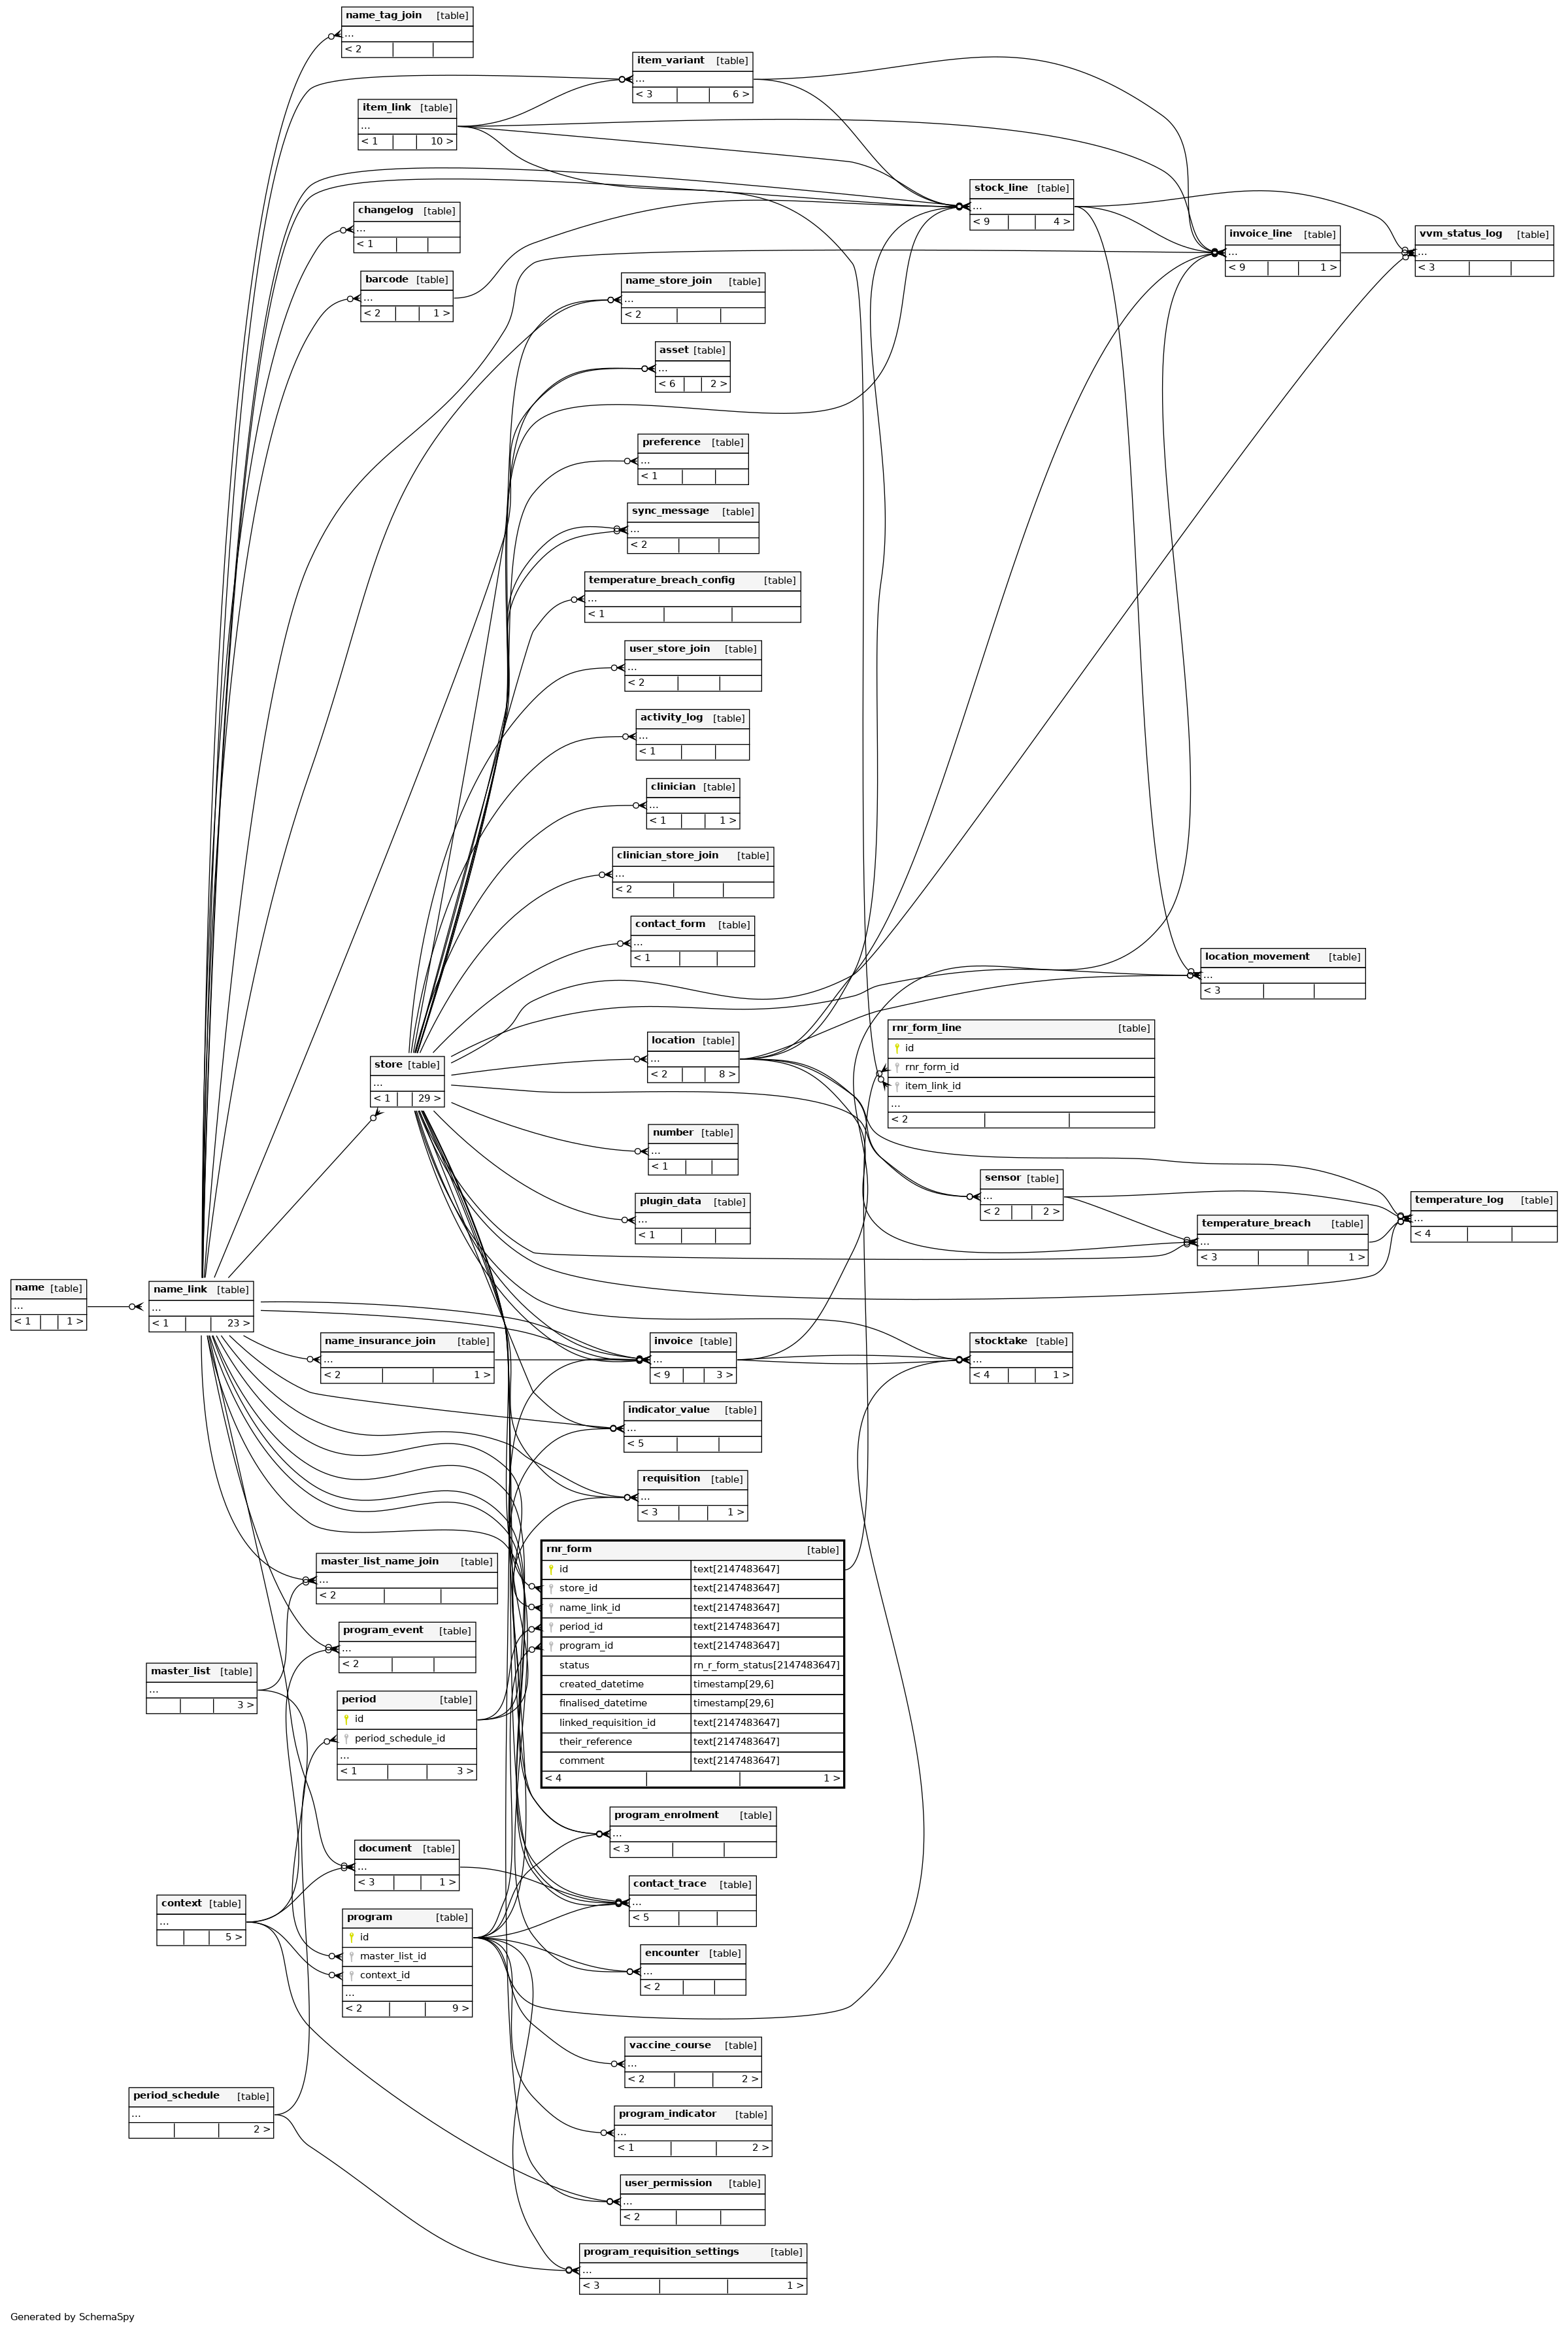 name_tag_join [table]
...
< 2
item_variant [table]
...
< 3 6 >
item_link [table]
...
< 1 10 >
stock_line [table]
...
< 9 4 >
changelog [table]
...
< 1
invoice_line [table]
...
< 9 1 >
vvm_status_log [table]
...
< 3
barcode [table]
...
< 2 1 >
name_store_join [table]
...
< 2
asset [table]
...
< 6 2 >
preference [table]
...
< 1
sync_message [table]
...
< 2
temperature_breach_config [table]
...
< 1
user_store_join [table]
...
< 2
activity_log [table]
...
< 1
clinician [table]
...
< 1 1 >
clinician_store_join [table]
...
< 2
contact_form [table]
...
< 1
location_movement [table]
...
< 3
rnr_form_line [table]
id
rnr_form_id
item_link_id
...
< 2
location [table]
...
< 2 8 >
store [table]
...
< 1 29 >
number [table]
...
< 1
sensor [table]
...
< 2 2 >
plugin_data [table]
...
< 1
temperature_log [table]
...
< 4
temperature_breach [table]
...
< 3 1 >
name [table]
...
< 1 1 >
name_link [table]
...
< 1 23 >
name_insurance_join [table]
...
< 2 1 >
invoice [table]
...
< 9 3 >
stocktake [table]
...
< 4 1 >
indicator_value [table]
...
< 5
requisition [table]
...
< 3 1 >
rnr_form [table]
id text[2147483647]
store_id text[2147483647]
name_link_id text[2147483647]
period_id text[2147483647]
program_id text[2147483647]
status rn_r_form_status[2147483647]
created_datetime timestamp[29,6]
finalised_datetime timestamp[29,6]
linked_requisition_id text[2147483647]
their_reference text[2147483647]
comment text[2147483647]
< 4 1 >
master_list_name_join [table]
...
< 2
program_event [table]
...
< 2
master_list [table]
...
3 >
period [table]
id
period_schedule_id
...
< 1 3 >
program_enrolment [table]
...
< 3
document [table]
...
< 3 1 >
contact_trace [table]
...
< 5
context [table]
...
5 >
program [table]
id
master_list_id
context_id
...
< 2 9 >
encounter [table]
...
< 2
vaccine_course [table]
...
< 2 2 >
period_schedule [table]
...
2 >
program_indicator [table]
...
< 1 2 >
user_permission [table]
...
< 2
program_requisition_settings [table]
...
< 3 1 >
Generated by SchemaSpy